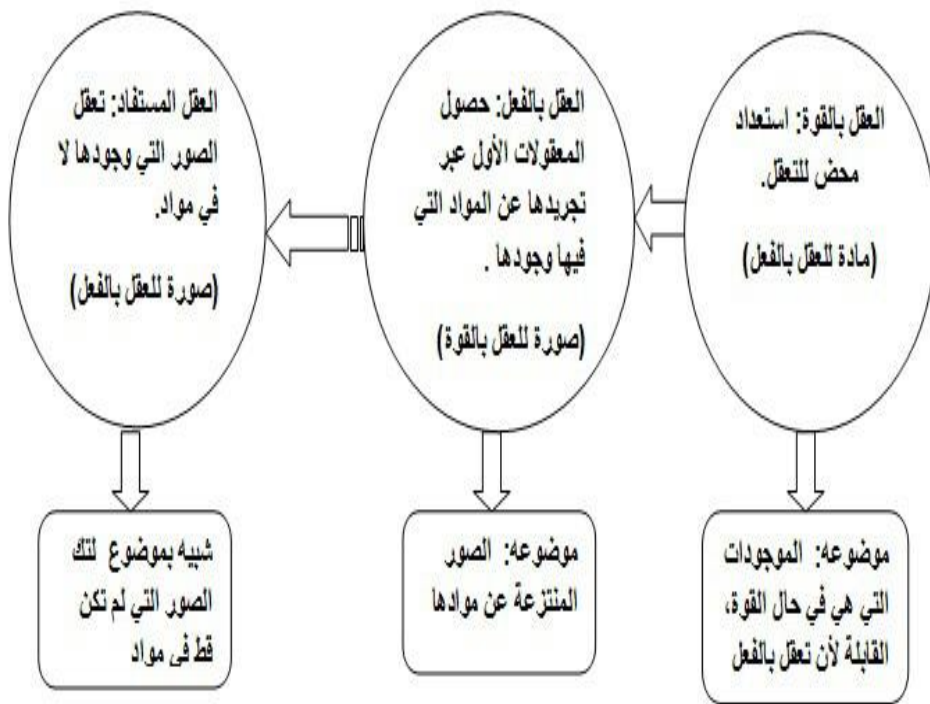 العقل بالقوة: استعداد
محض للتعقل.
(مادة للعقل بالفعل)
العقل بالفعل: حصول
المعقولات الأول عبر
تجريدها عن المواد التي
فيها وجودها .
(صورة للعقل بالقوة)
العقل المستفاد: تعقل
الصور التي وجودها لا
في مواد.
(صورة للعقل بالفعل)
موضوعه: الموجودات
التي هي في حال القوة،
القابلة لأن تعقل بالفعل
موضوعه: الصور
المنتزعة عن موادها
شبيه بموضوع لتك
الصور التي لم تكن
قط في مواد